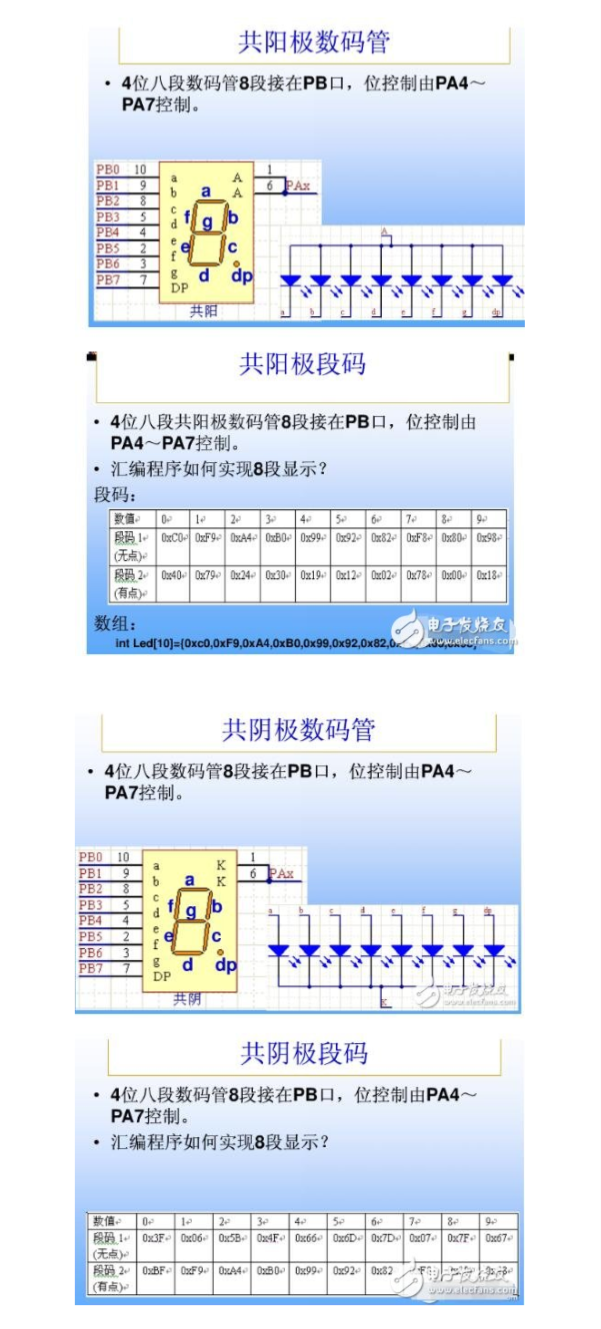 共阳极数码管
• 4位八段数码管8段接在PB口，位控制由PA4～
PA7控制。
PB0 10 a A 1
PB1 9 b A 6 PAx
PB2 8 c
PB3 5 d
PB4 4 e
PB5 2 f
PB6 3 g
PB7 7 DP
a
f g b
e c
d dp
共阳
A
a b c d e f g dp
共阳极段码
• 4位八段共阳极数码管8段接在PB口，位控制由
PA4～PA7控制。
• 汇编程序如何实现8段显示？
段码：
数值 0 1 2 3 4 5 6 7 8 9
段码1 0xC0 0xF9 0xA4 0xB0 0x99 0x92 0x82 0xF8 0x80 0x98
(无点)
段码2 0x40 0x79 0x24 0x30 0x19 0x12 0x02 0x78 0x00 0x18
(有点)
数组：
int Led[10]={0xc0,0xF9,0xA4,0xB0,0x99,0x92,0x82,
电子发烧友
www.elecfans.com
共阴极数码管
• 4位八段数码管8段接在PB口，位控制由PA4～
PA7控制。
PB0 10 a K 1
PB1 9 b K 6 PAx
PB2 8 c
PB3 5 d
PB4 4 e
PB5 2 f
PB6 3 g
PB7 7 DP
a
f g b
e c
d dp
共阴
a b c d e f g dp
K
电子发烧友
www.elecfans.com
共阴极段码
• 4位八段数码管8段接在PB口，位控制由PA4～
PA7控制。
• 汇编程序如何实现8段显示？
数值 0 1 2 3 4 5 6 7 8 9
段码1 0x3F 0x06 0x5B 0x4F 0x66 0x6D 0x7D 0x07 0x7F 0x67
(无点)
段码2 0xBF 0xF9 0xA4 0xB0 0x99 0x92 0x82
(有点)
电子发烧友
www.elecfans.com